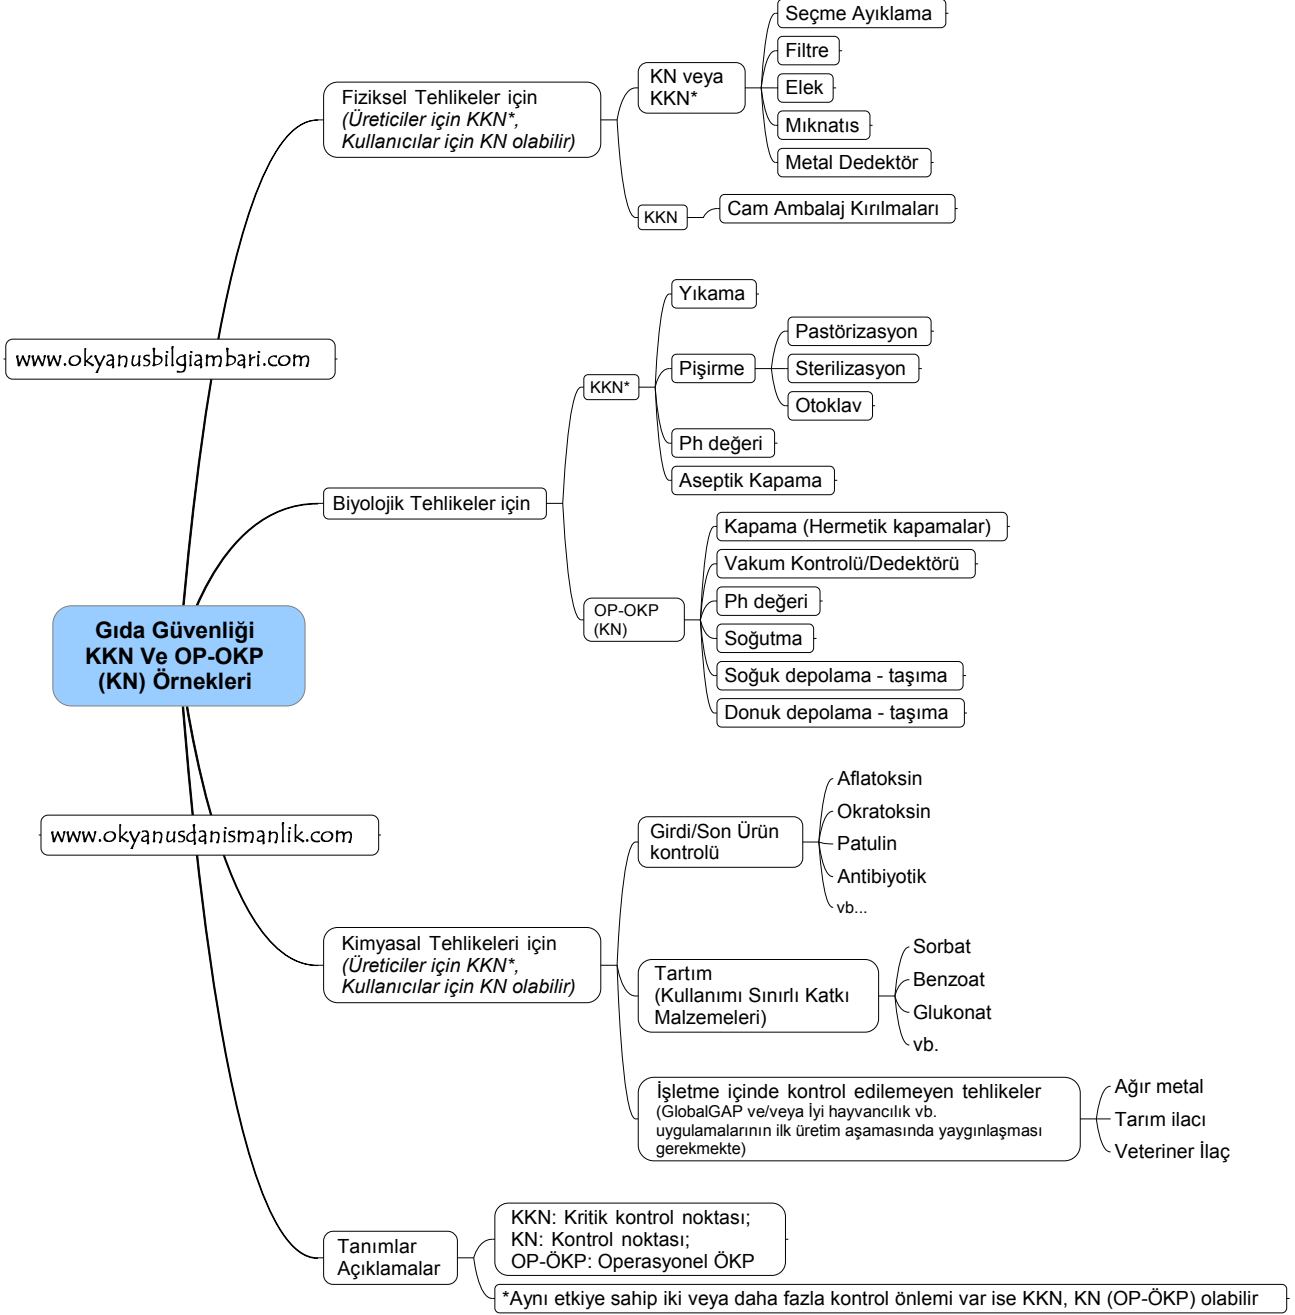 Seçme Ayıklama
Filtre
Elek
Mıknatıs
Metal Dedektör
KN veya
KKN*
Fiziksel Tehlikeler için
(Üreticiler için KKN*,
Kullanıcılar için KN olabilir)
KKN
Cam Ambalaj Kırılmaları
www.okyanusbilgiambari.com
Yıkama
Pişirme
Pastörizasyon
Sterilizasyon
Otoklav
KKN*
Ph değeri
Aseptik Kapama
Biyolojik Tehlikeler için
Kapama (Hermetik kapamalar)
Vakum Kontrolü/Dedektörü
Ph değeri
Soğutma
Soğuk depolama - taşıma
Donuk depolama - taşıma
OP-OKP
(KN)
Gıda Güvenliği
KKN Ve OP-OKP
(KN) Örnekleri
www.okyanusdanismanlik.com
Girdi/Son Ürün
kontrolü
Aflatoksin
Okratoksin
Patulin
Antibiyotik
vb...
Kimyasal Tehlikeleri için
(Üreticiler için KKN*,
Kullanıcılar için KN olabilir)
Tartım
(Kullanımı Sınırlı Katkı
Malzemeleri)
Sorbat
Benzoat
Glukonat
vb.
İşletme içinde kontrol edilemeyen tehlikeler
(GlobalGAP ve/veya İyi hayvancılık vb.
uygulamalarının ilk üretim aşamasında yaygınlaşması
gerekmekte)
Ağır metal
Tarım ilacı
Veteriner İlaç
Tanımlar
Açıklamalar
KKN: Kritik kontrol noktası;
KN: Kontrol noktası;
OP-ÖKP: Operasyonel ÖKP
*Aynı etkiye sahip iki veya daha fazla kontrol önlemi var ise KKN, KN (OP-ÖKP) olabilir